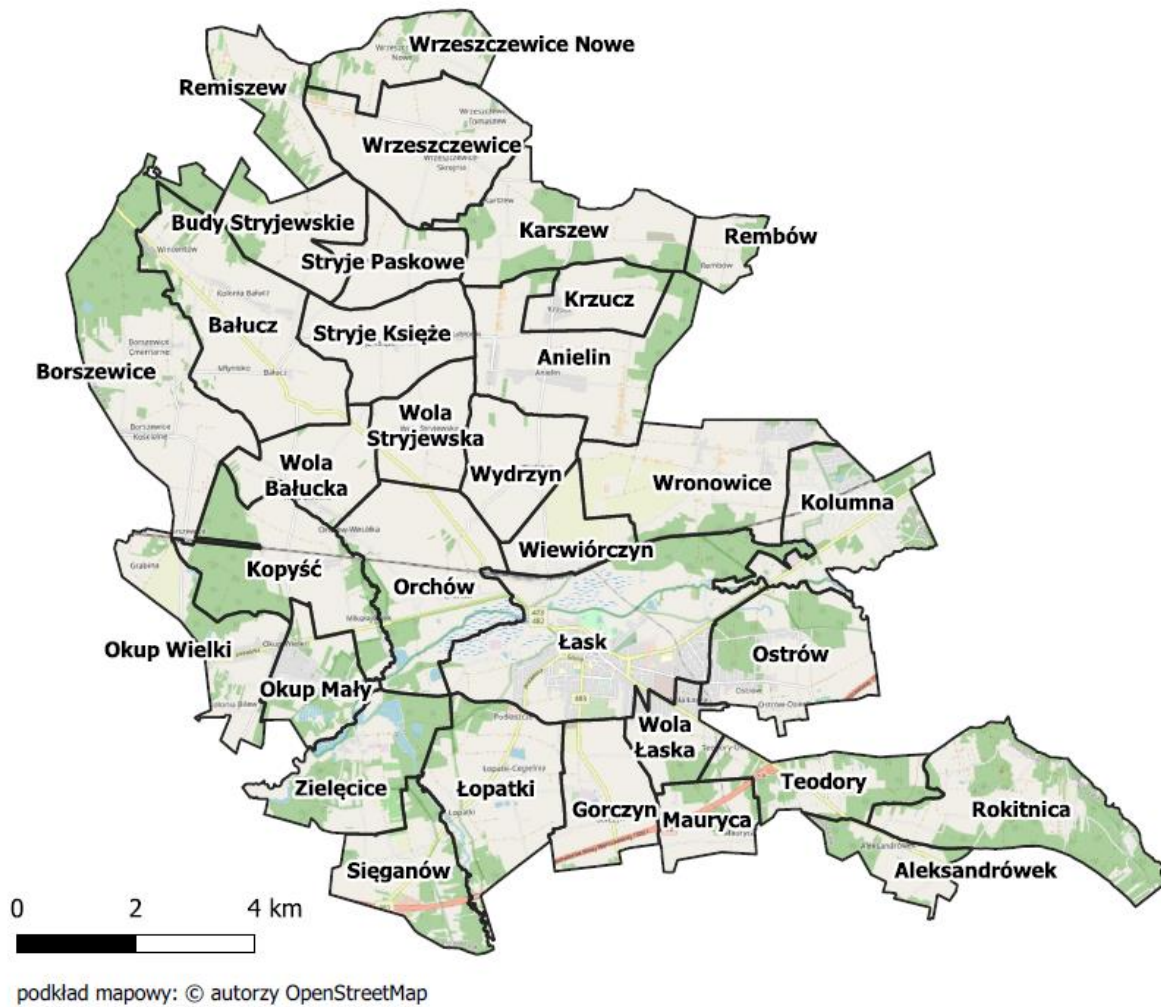 Wrzeszczewice Nowe
Remiszew
Wrzeszczewice
Budy Stryjewskie
Karszew
Rembów
Stryje Paskowe
Krzucz
Bałucz
Stryje Księże
Anielin
Borszewice
Wola
Stryjewska
Wola
Bałucka
Wydrzyn
Wronowice
Kolumna
Wiewiórczyn
Kopyść
Orchów
Okup Wielki
Łask
Ostrów
Okup Mały
Wola
Łaska
Zielęcice
Łopatki
Gorczyn
Mauryca
Teodory
Rokitnica
Sięganów
Aleksandrówek
0 2 4 km
podkład mapowy: © autorzy OpenStreetMap